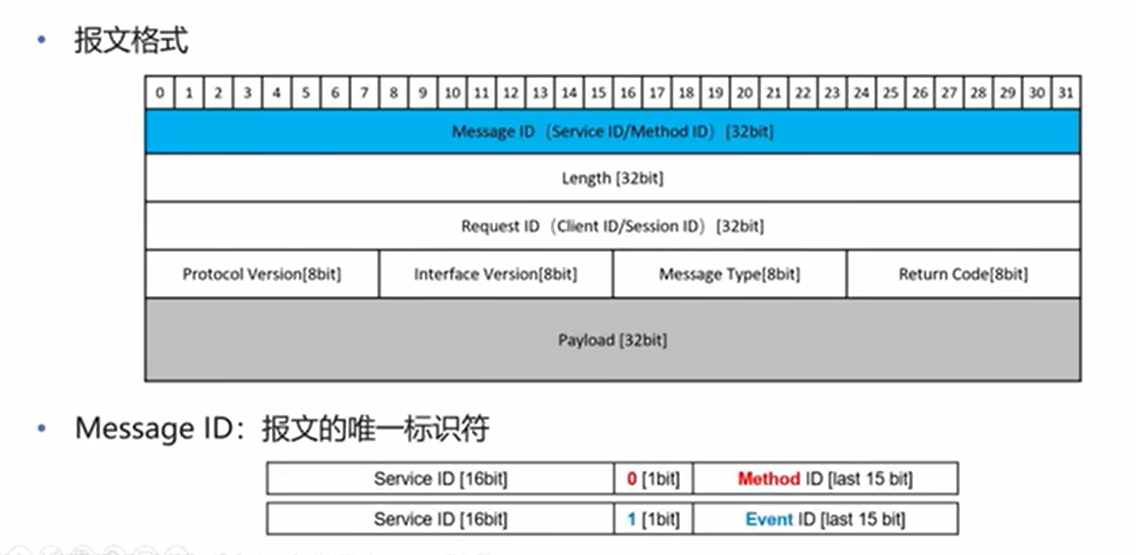 • 报文格式
0 1 2 3 4 5 6 7 8 9 10 11 12 13 14 15 16 17 18 19 20 21 22 23 24 25 26 27 28 29 30 31
Message ID（Service ID/Method ID）[32bit]
Length [32bit]
Request ID（Client ID/Session ID）[32bit]
Protocol Version[8bit] Interface Version[8bit] Message Type[8bit] Return Code[8bit]
Payload [32bit]
• Message ID：报文的唯一标识符
Service ID [16bit] 0 [1bit] Method ID [last 15 bit]
Service ID [16bit] 1 [1bit] Event ID [last 15 bit]